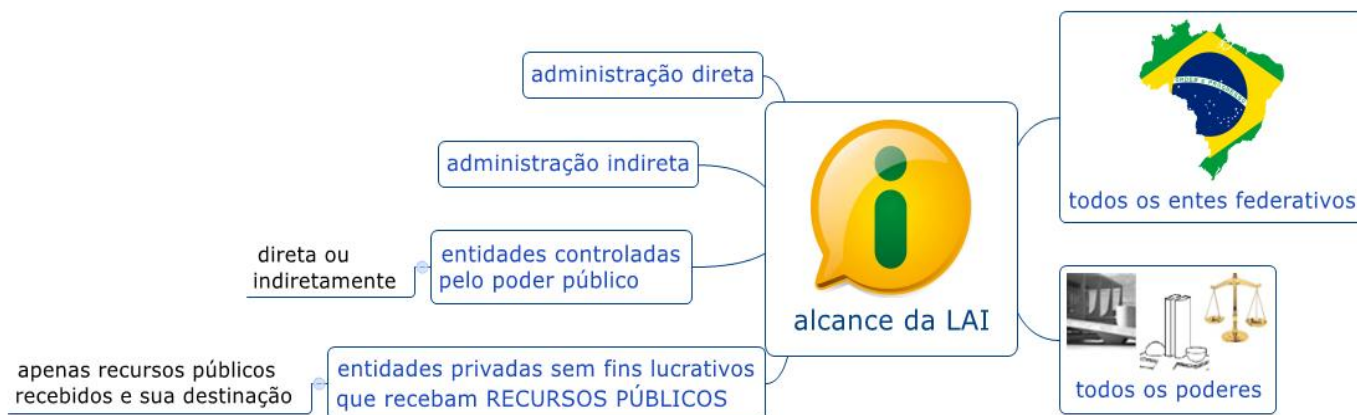 administração direta
administração indireta
direta ou
indiretamente
entidades controladas
pelo poder público
apenas recursos públicos
recebidos e sua destinação
entidades privadas sem fins lucrativos
que recebam RECURSOS PÚBLICOS
alcance da LAI
todos os entes federativos
todos os poderes